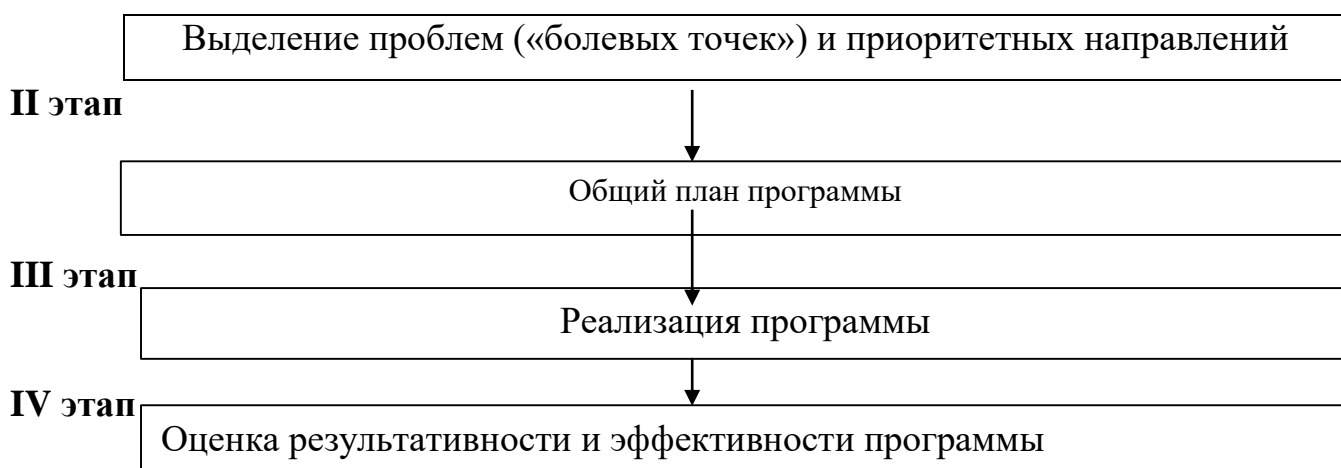 Выделение проблем («болевых точек») и приоритетных направлений
II этап
Общий план программы
III этап
Реализация программы
IV этап
Оценка результативности и эффективности программы